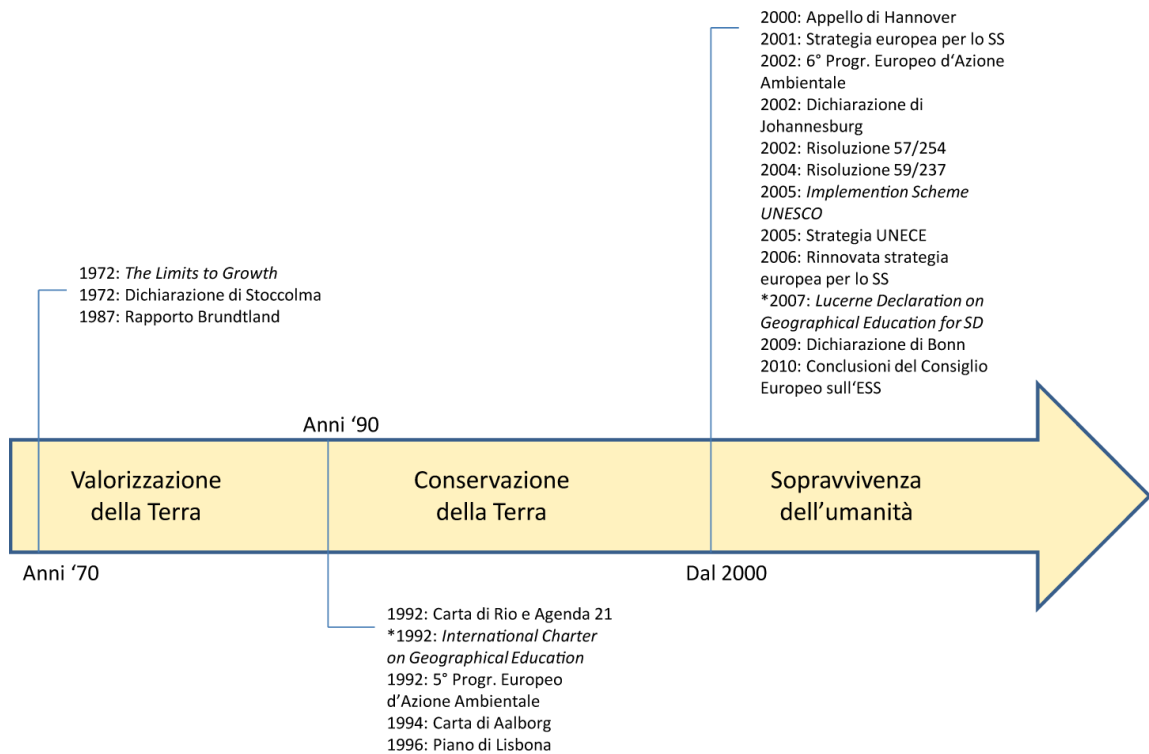 2000: Appello di Hannover
2001: Strategia europea per lo SS
2002: 6° Progr. Europeo d'Azione
Ambientale
2002: Dichiarazione di
Johannesburg
2002: Risoluzione 57/254
2004: Risoluzione 59/237
2005: Implemention Scheme
UNESCO
2005: Strategia UNECE
2006: Rinnovata strategia
europea per lo SS
*2007: Lucerne Declaration on
Geographical Education for SD
2009: Dichiarazione di Bonn
2010: Conclusioni del Consiglio
Europeo sull'ESS
1972: The Limits to Growth
1972: Dichiarazione di Stoccolma
1987: Rapporto Brundtland
Anni '90
Valorizzazione
della Terra
Conservazione
della Terra
Sopravvivenza
dell'umanità
Anni '70
Dal 2000
1992: Carta di Rio e Agenda 21
*1992: International Charter
on Geographical Education
1992: 5° Progr. Europeo
d'Azione Ambientale
1994: Carta di Aalborg
1996: Piano di Lisbona